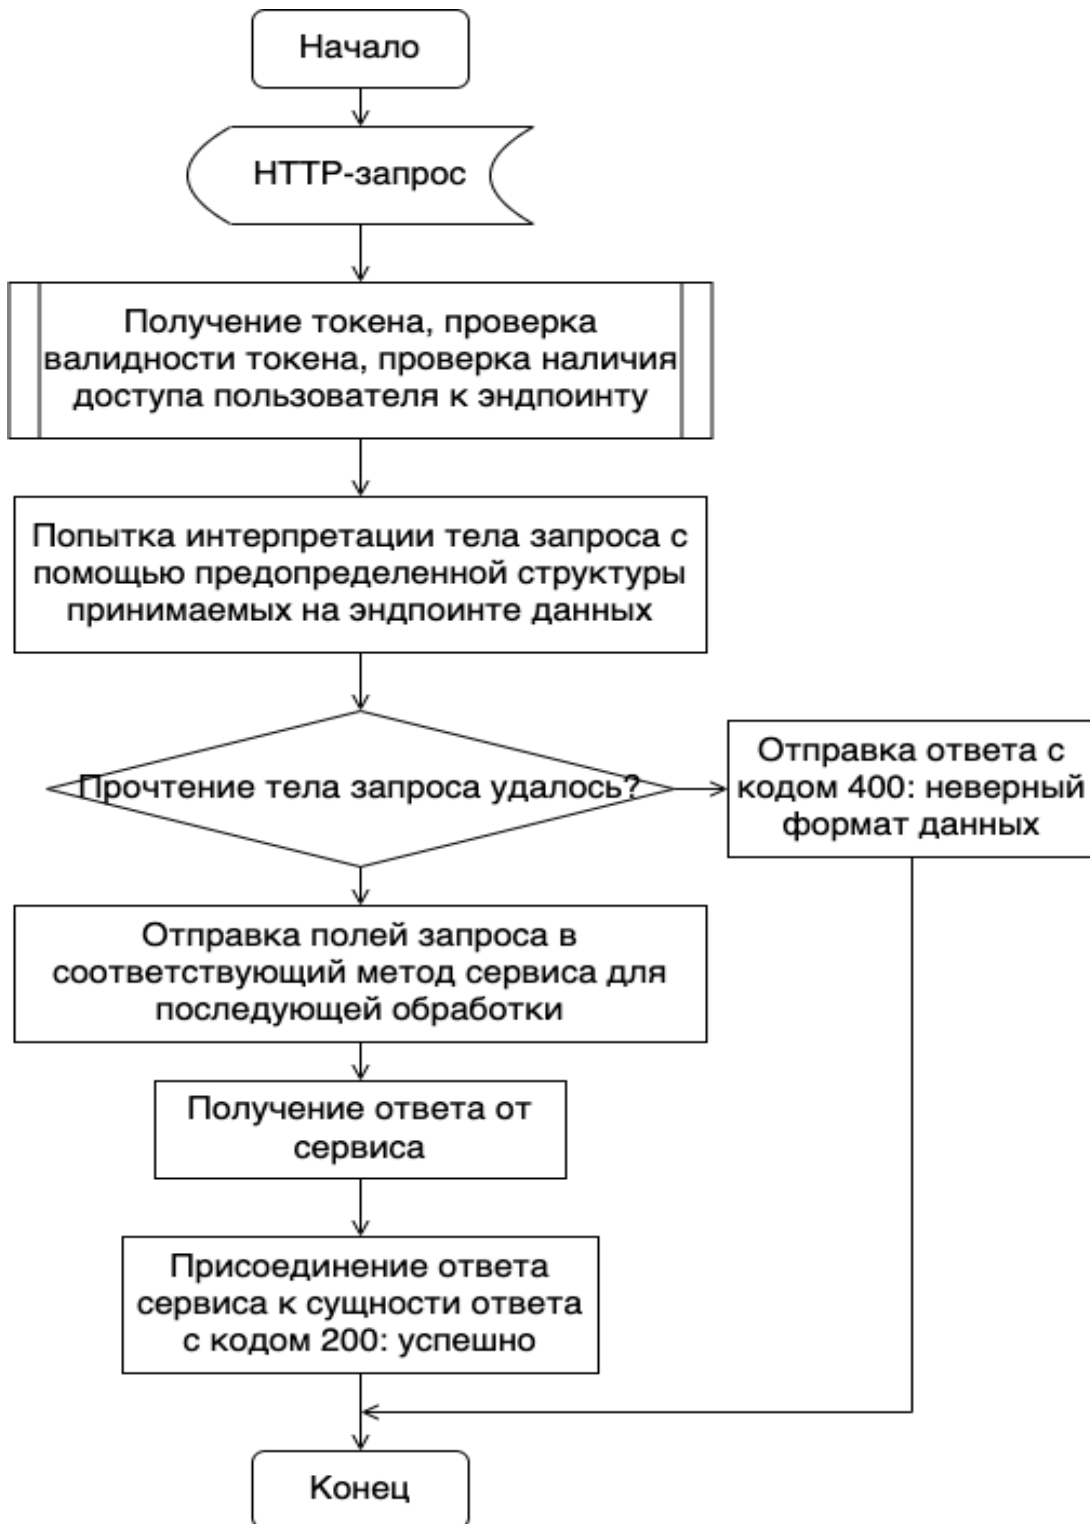 Начало
HTTP-запрос
Получение токена, проверка
валидности токена, проверка наличия
доступа пользователя к эндпоинту
Попытка интерпретации тела запроса с
помощью предопределенной структуры
принимаемых на эндпоинте данных
Прочтение тела запроса удалось?
Отправка ответа с
кодом 400: неверный
формат данных
Отправка полей запроса в
соответствующий метод сервиса для
последующей обработки
Получение ответа от
сервиса
Присоединение ответа
сервиса к сущности ответа
с кодом 200: успешно
Конец